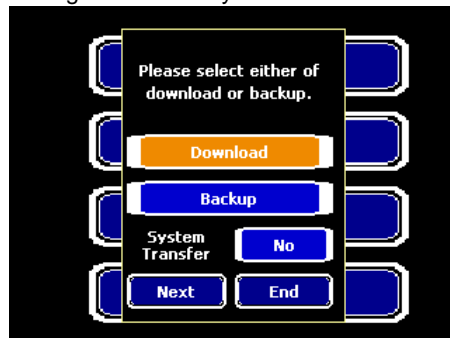 Please select either of
download or backup.
Download
Backup
System
Transfer
No
Next
End